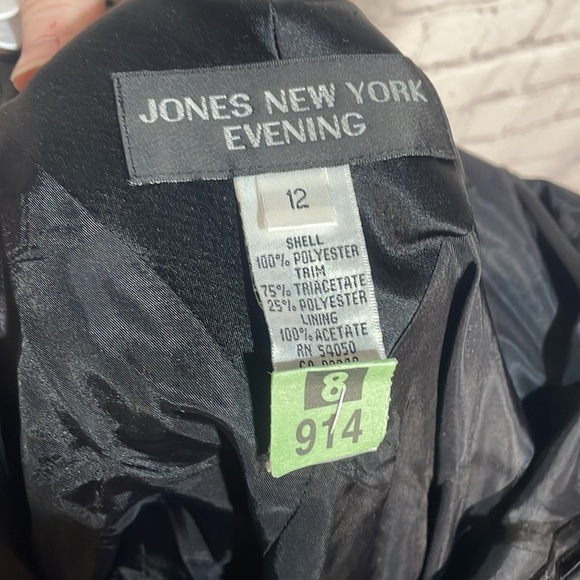 JONES NEW YORK
EVENING
12
SHELL
100% POLYESTER
TRIM
75% TRIACETATE
25% POLYESTER
LINING
100% ACETATE
RN 54050
8
914